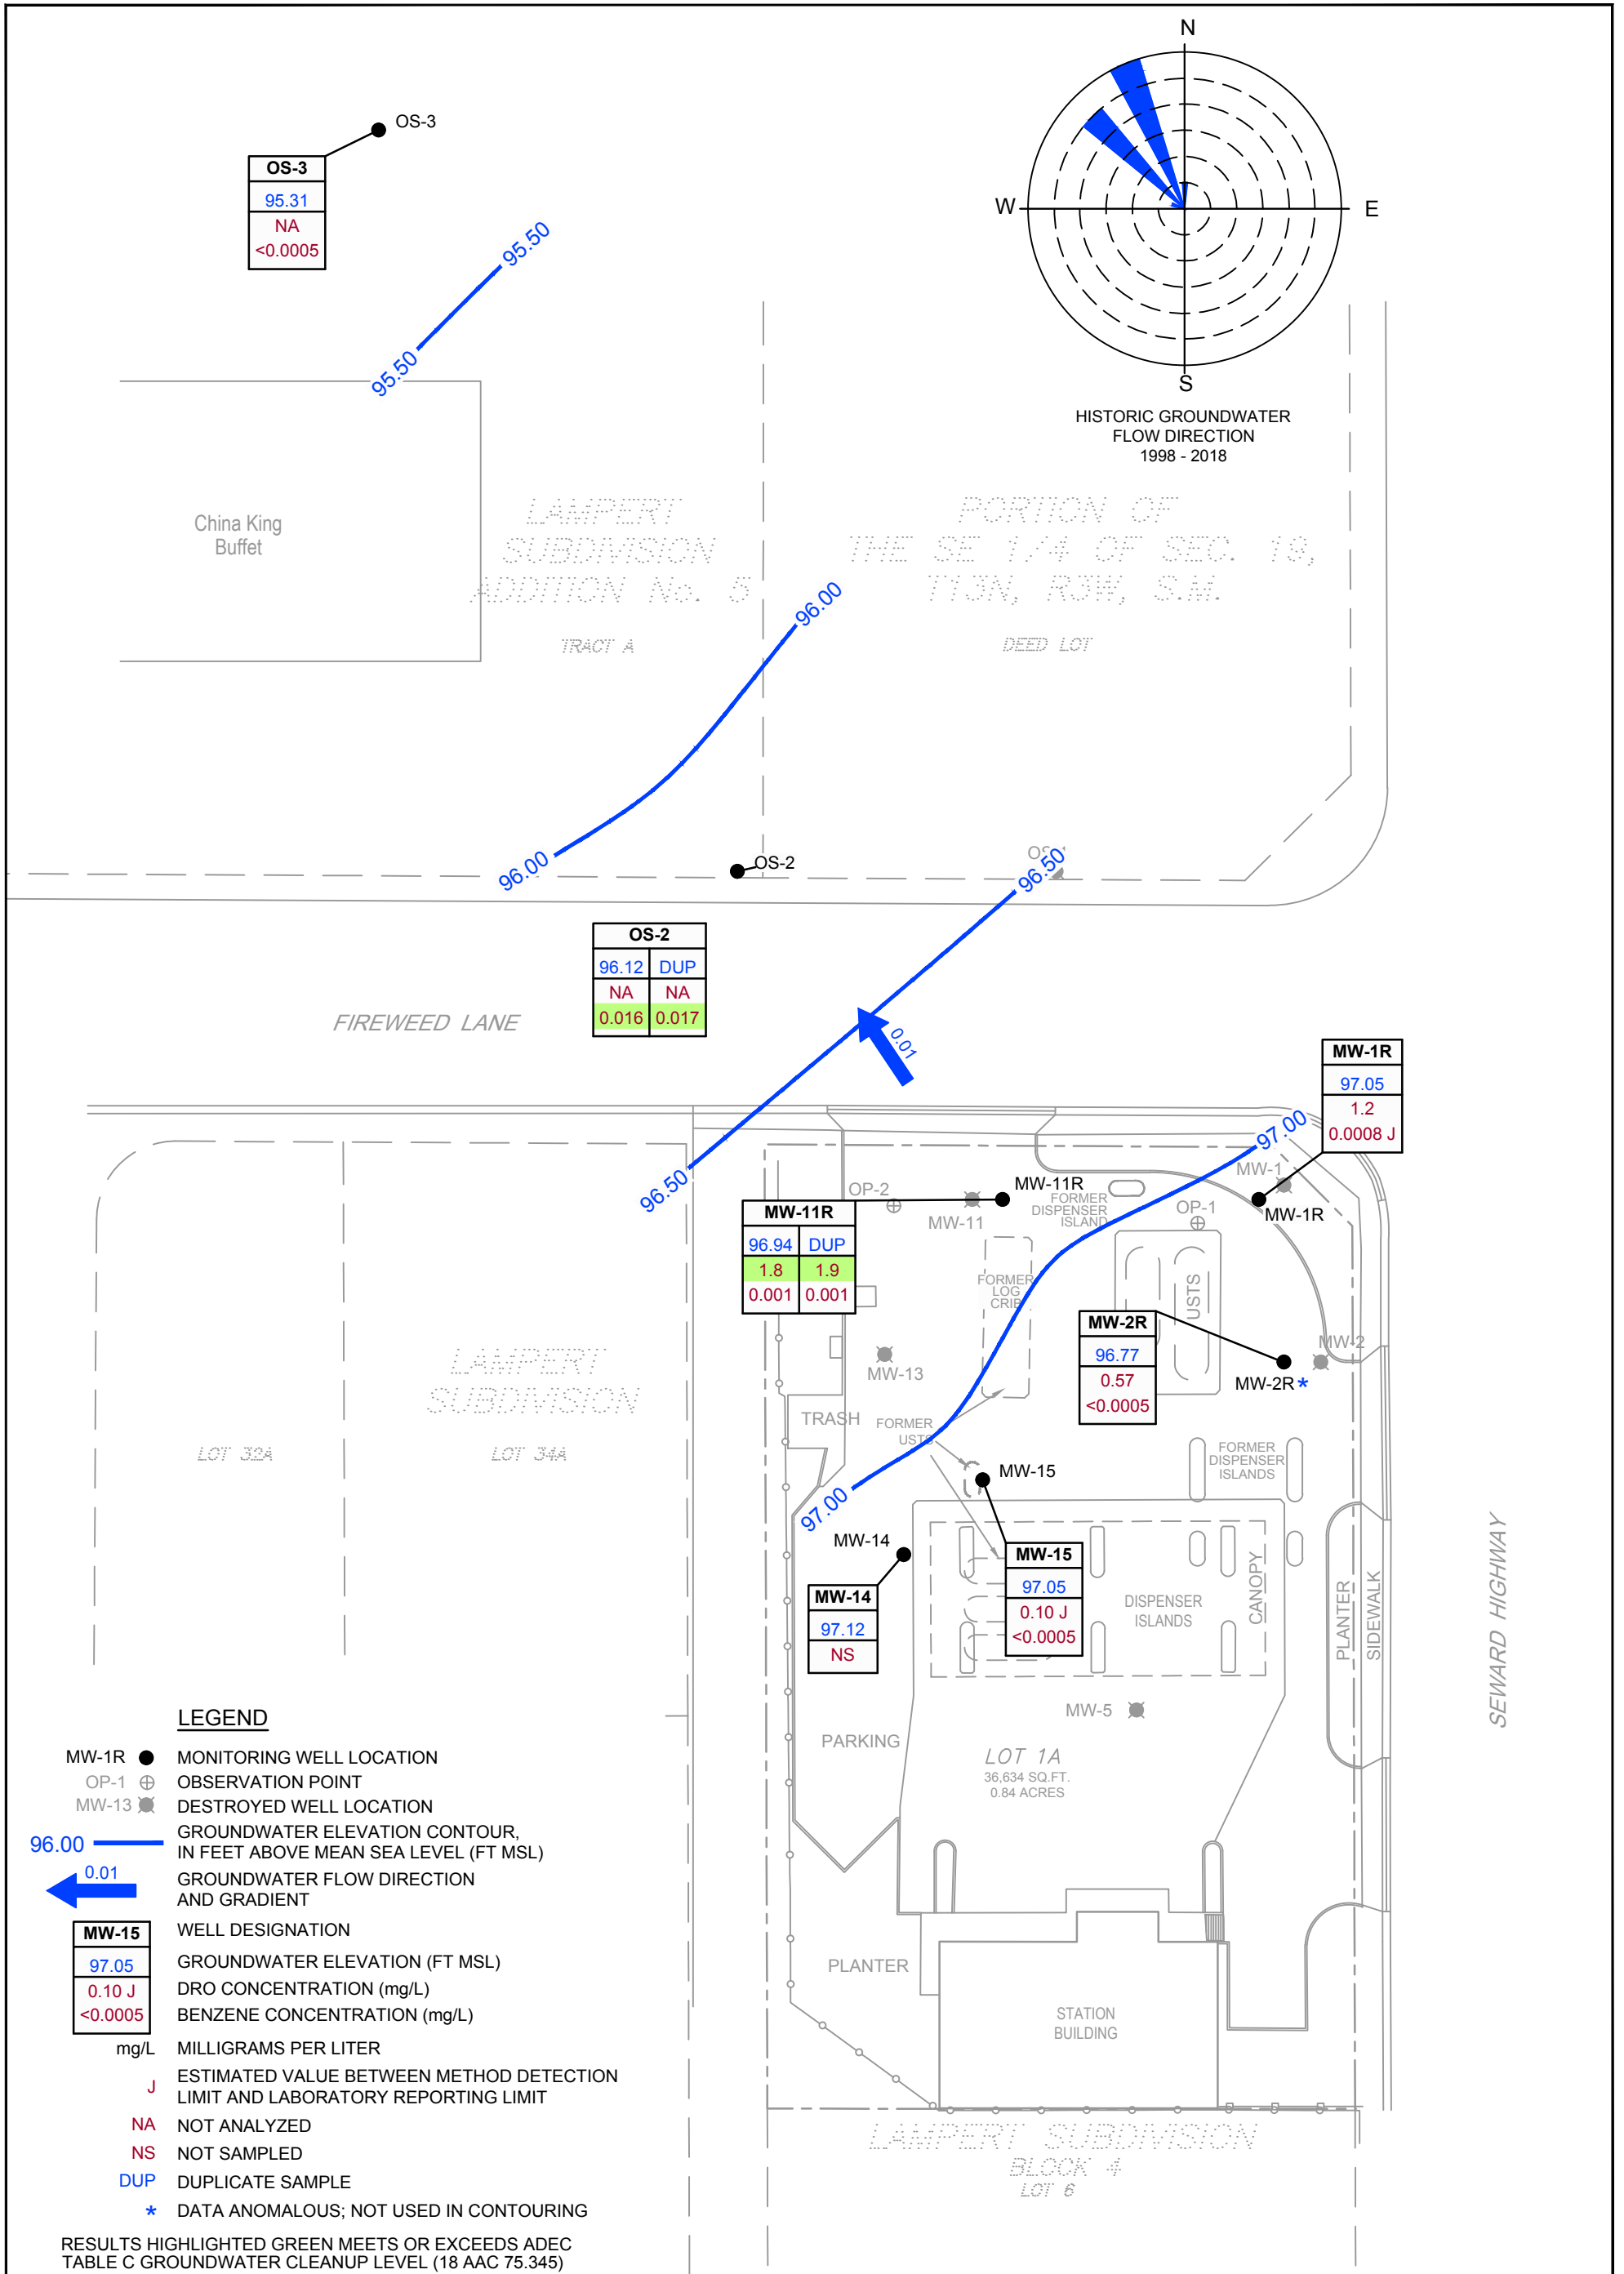 N
W
E
S
HISTORIC GROUNDWATER
FLOW DIRECTION
1998 - 2018
OS-3
OS-3
95.31
NA
<0.0005
95.50
95.50
China King
Buffet
LAMPERT
SUBDIVISION
ADDITION No. 5
TRACT A
PORTION OF
THE SE 1/4 OF SEC. 19,
T13N, R3W, S.M.
DEED LOT
96.00
96.00
OS-2
96.50
OS-2
96.12 DUP
NA NA
0.016 0.017
FIREWEED LANE
0.01
MW-1R
97.05
1.2
0.0008 J
97.00
96.50
MW-1
MW-1R
OP-2
MW-11
MW-11R
FORMER
DISPENSER
ISLAND
OP-1
MW-11R
96.94 DUP
1.8 1.9
0.001 0.001
FORMER
LOG
CRIB
USTS
MW-2R
96.77
0.57
<0.0005
MW-2
MW-2R *
MW-13
LAMPERT
SUBDIVISION
LOT 32A
LOT 34A
TRASH
FORMER
USTS
FORMER
DISPENSER
ISLANDS
MW-15
97.00
MW-14
MW-15
97.05
0.10 J
<0.0005
MW-14
97.12
NS
DISPENSER
ISLANDS
CANOPY
PLANTER
SIDEWALK
SEWARD HIGHWAY
MW-5
PARKING
LOT 1A
36,634 SQ.FT.
0.84 ACRES
PLANTER
STATION
BUILDING
LAMPERT SUBDIVISION
BLOCK 4
LOT 6
LEGEND
MW-1R MONITORING WELL LOCATION
OP-1 OBSERVATION POINT
MW-13 DESTROYED WELL LOCATION
96.00 GROUNDWATER ELEVATION CONTOUR,
IN FEET ABOVE MEAN SEA LEVEL (FT MSL)
0.01 GROUNDWATER FLOW DIRECTION
AND GRADIENT
MW-15 WELL DESIGNATION
97.05 GROUNDWATER ELEVATION (FT MSL)
0.10 J DRO CONCENTRATION (mg/L)
<0.0005 BENZENE CONCENTRATION (mg/L)
mg/L MILLIGRAMS PER LITER
J ESTIMATED VALUE BETWEEN METHOD DETECTION
LIMIT AND LABORATORY REPORTING LIMIT
NA NOT ANALYZED
NS NOT SAMPLED
DUP DUPLICATE SAMPLE
* DATA ANOMALOUS; NOT USED IN CONTOURING
RESULTS HIGHLIGHTED GREEN MEETS OR EXCEEDS ADEC
TABLE C GROUNDWATER CLEANUP LEVEL (18 AAC 75.345)